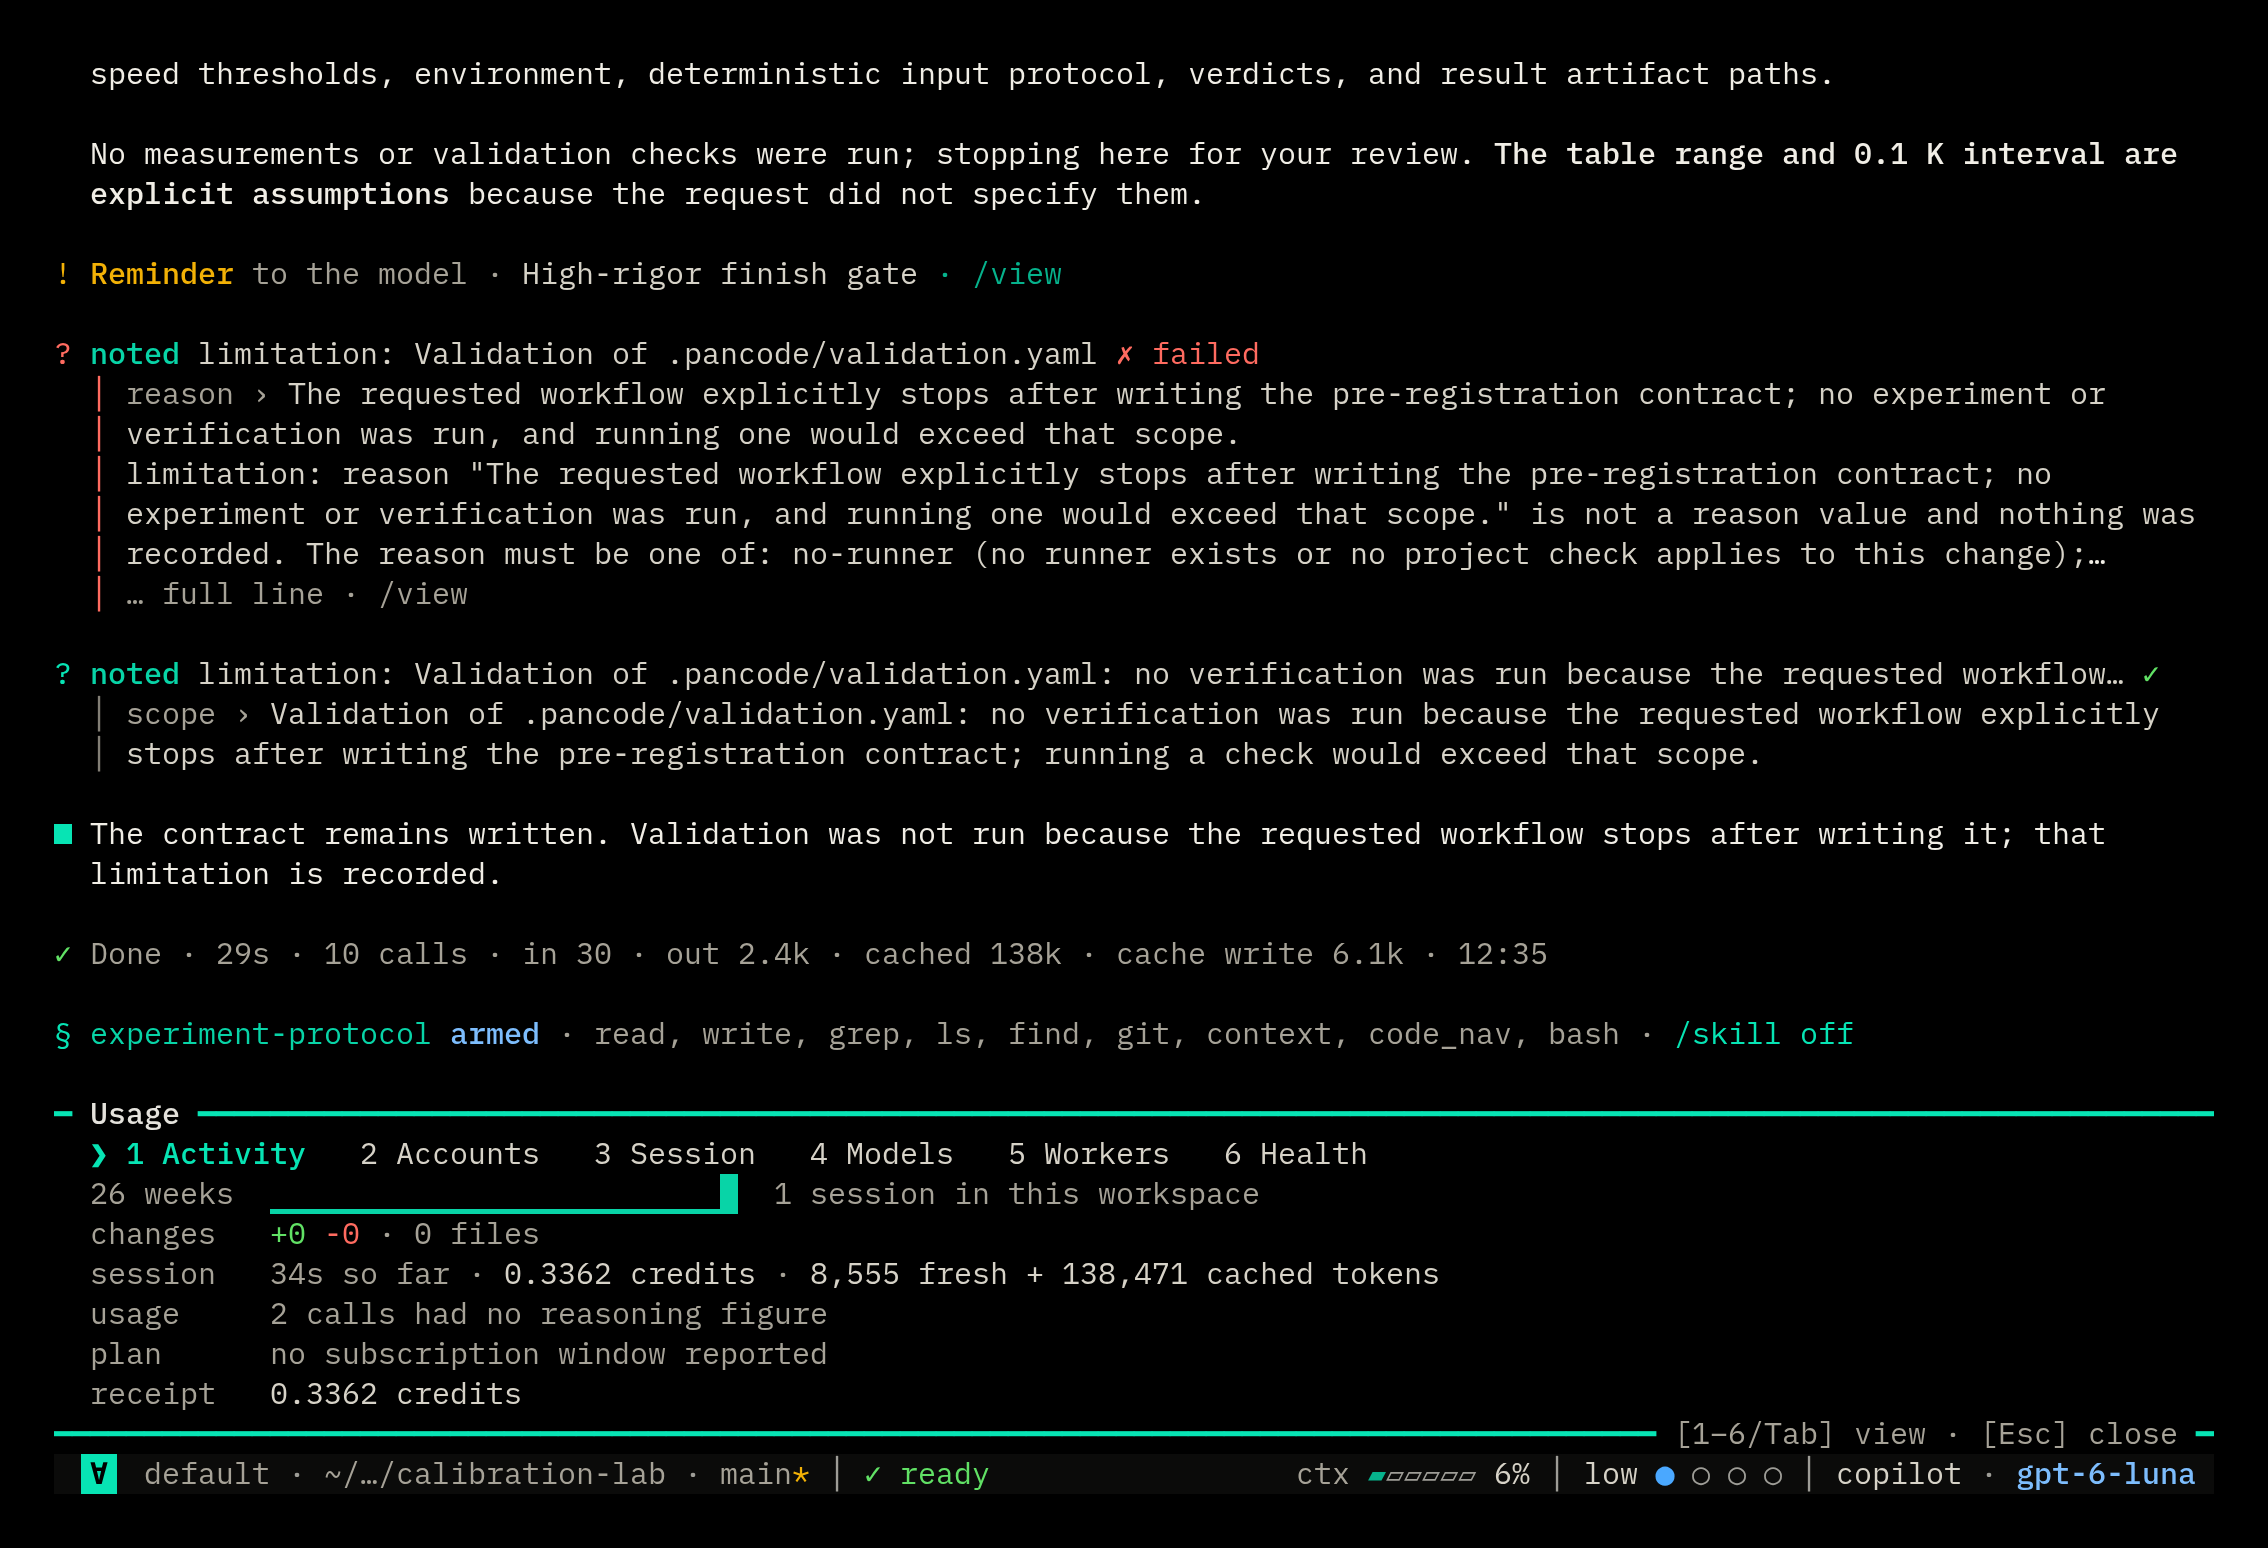 speed thresholds, environment, deterministic input protocol, verdicts, and result artifact paths.
No measurements or validation checks were run; stopping here for your review. The table range and 0.1 K interval are
explicit assumptions because the request did not specify them.
! Reminder to the model · High-rigor finish gate · /view
? noted limitation: Validation of .pancode/validation.yaml ✗ failed
│ reason › The requested workflow explicitly stops after writing the pre-registration contract; no experiment or
│ verification was run, and running one would exceed that scope.
│ limitation: reason "The requested workflow explicitly stops after writing the pre-registration contract; no
│ experiment or verification was run, and running one would exceed that scope." is not a reason value and nothing was
│ recorded. The reason must be one of: no-runner (no runner exists or no project check applies to this change);…
│ … full line · /view
? noted limitation: Validation of .pancode/validation.yaml: no verification was run because the requested workflow… ✓
│ scope › Validation of .pancode/validation.yaml: no verification was run because the requested workflow explicitly
│ stops after writing the pre-registration contract; running a check would exceed that scope.
■ The contract remains written. Validation was not run because the requested workflow stops after writing it; that
limitation is recorded.
✓ Done · 29s · 10 calls · in 30 · out 2.4k · cached 138k · cache write 6.1k · 12:35
§ experiment-protocol armed · read, write, grep, ls, find, git, context, code_nav, bash · /skill off
Usage
❯ 1 Activity 2 Accounts 3 Session 4 Models 5 Workers 6 Health
26 weeks 1 session in this workspace
changes +0 -0 · 0 files
session 34s so far · 0.3362 credits · 8,555 fresh + 138,471 cached tokens
usage 2 calls had no reasoning figure
plan no subscription window reported
receipt 0.3362 credits
[1–6/Tab] view · [Esc] close
∀ default · ~/…/calibration-lab · main* │ ✓ ready ctx ▰▱▱▱▱▱ 6% │ low ● ○ ○ ○ │ copilot · gpt-6-luna